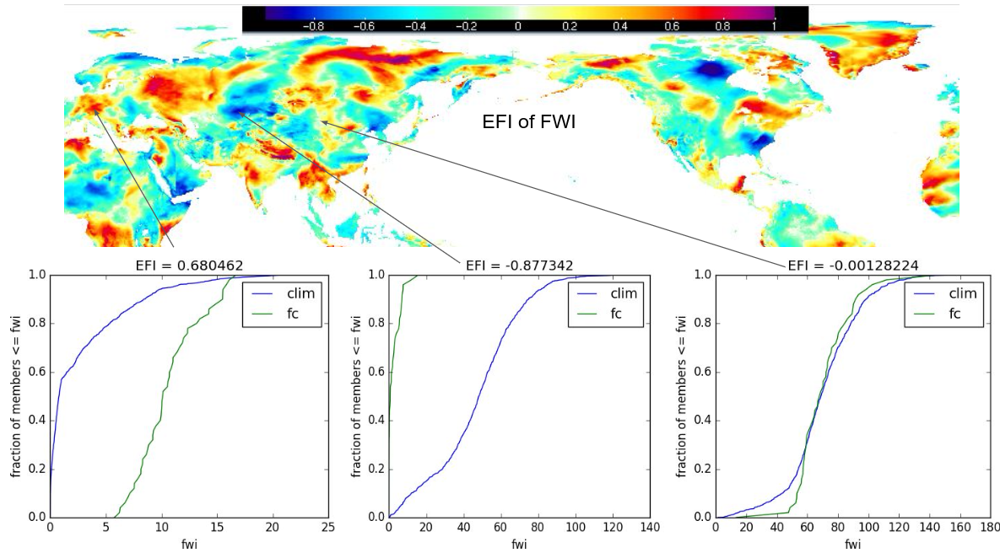 −0.8 −0.6 −0.4 −0.2 0 0.2 0.4 0.6 0.8 1
EFI of FWI
EFI = 0.680462
1.0
0.8
0.6
0.4
0.2
0.0
fraction of members <= fwi
clim
fc
0 5 10 15 20 25
fwi
EFI = -0.877342
1.0
0.8
0.6
0.4
0.2
0.0
fraction of members <= fwi
clim
fc
0 20 40 60 80 100 120 140
fwi
EFI = -0.00128224
1.0
0.8
0.6
0.4
0.2
0.0
fraction of members <= fwi
clim
fc
0 20 40 60 80 100 120 140 160 180
fwi